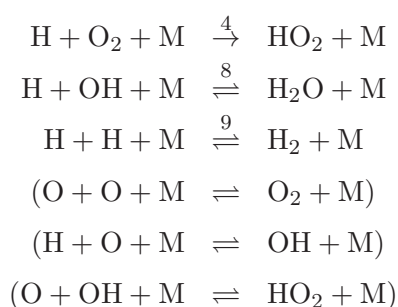 H + O₂ + M →⁴ HO₂ + M
H + OH + M ⇌⁸ H₂O + M
H + H + M ⇌⁹ H₂ + M
(O + O + M ⇌ O₂ + M)
(H + O + M ⇌ OH + M)
(O + OH + M ⇌ HO₂ + M)